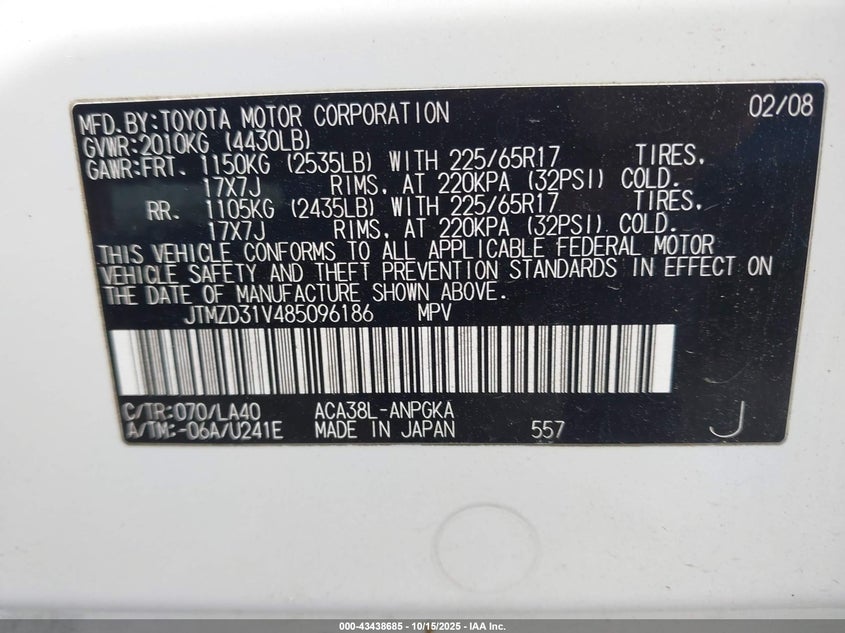 MFD.BY:TOYOTA MOTOR CORPORATION 02/08
GVWR:2010KG (4430LB)
GAWR:FRT. 1150KG (2535LB) WITH 225/65R17 TIRES,
17X7J RIMS, AT 220KPA (32PSI) COLD.
RR. 1105KG (2435LB) WITH 225/65R17 TIRES,
17X7J RIMS, AT 220KPA (32PSI) COLD.
THIS VEHICLE CONFORMS TO ALL APPLICABLE FEDERAL MOTOR
VEHICLE SAFETY AND THEFT PREVENTION STANDARDS IN EFFECT ON
THE DATE OF MANUFACTURE SHOWN ABOVE.
JTMZD31V485096186 MPV
C/TR:070/LA40 ACA38L-ANPGKA
A/TM:-06A/U241E MADE IN JAPAN 557 J
000-43438685 - 10/15/2025 - IAA Inc.